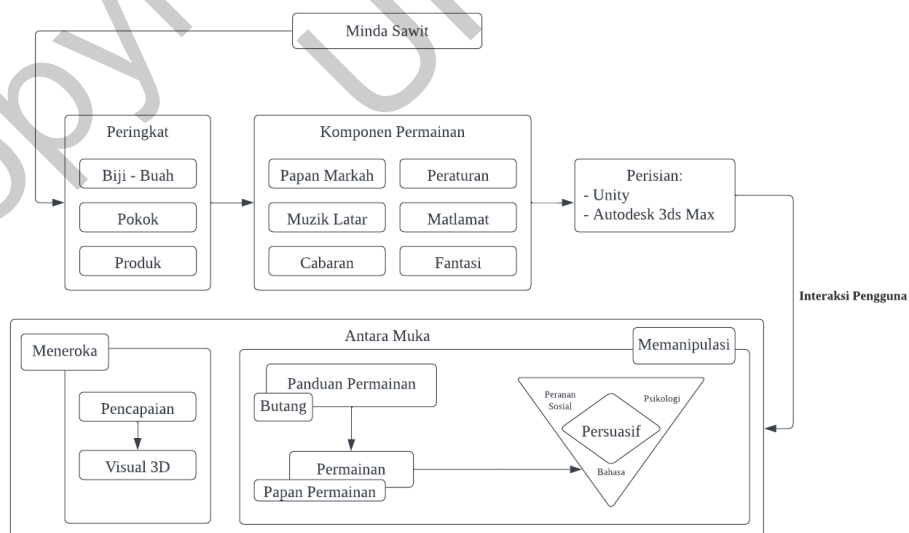 Minda Sawit
Peringkat
Biji - Buah
Pokok
Produk
Komponen Permainan
Papan Markah
Peraturan
Muzik Latar
Matlamat
Cabaran
Fantasi
Perisian:
- Unity
- Autodesk 3ds Max
Interaksi Pengguna
Antara Muka
Meneroka
Pencapaian
Visual 3D
Memanipulasi
Panduan Permainan
Butang
Permainan
Papan Permainan
Peranan
Sosial
Psikologi
Persuasif
Bahasa